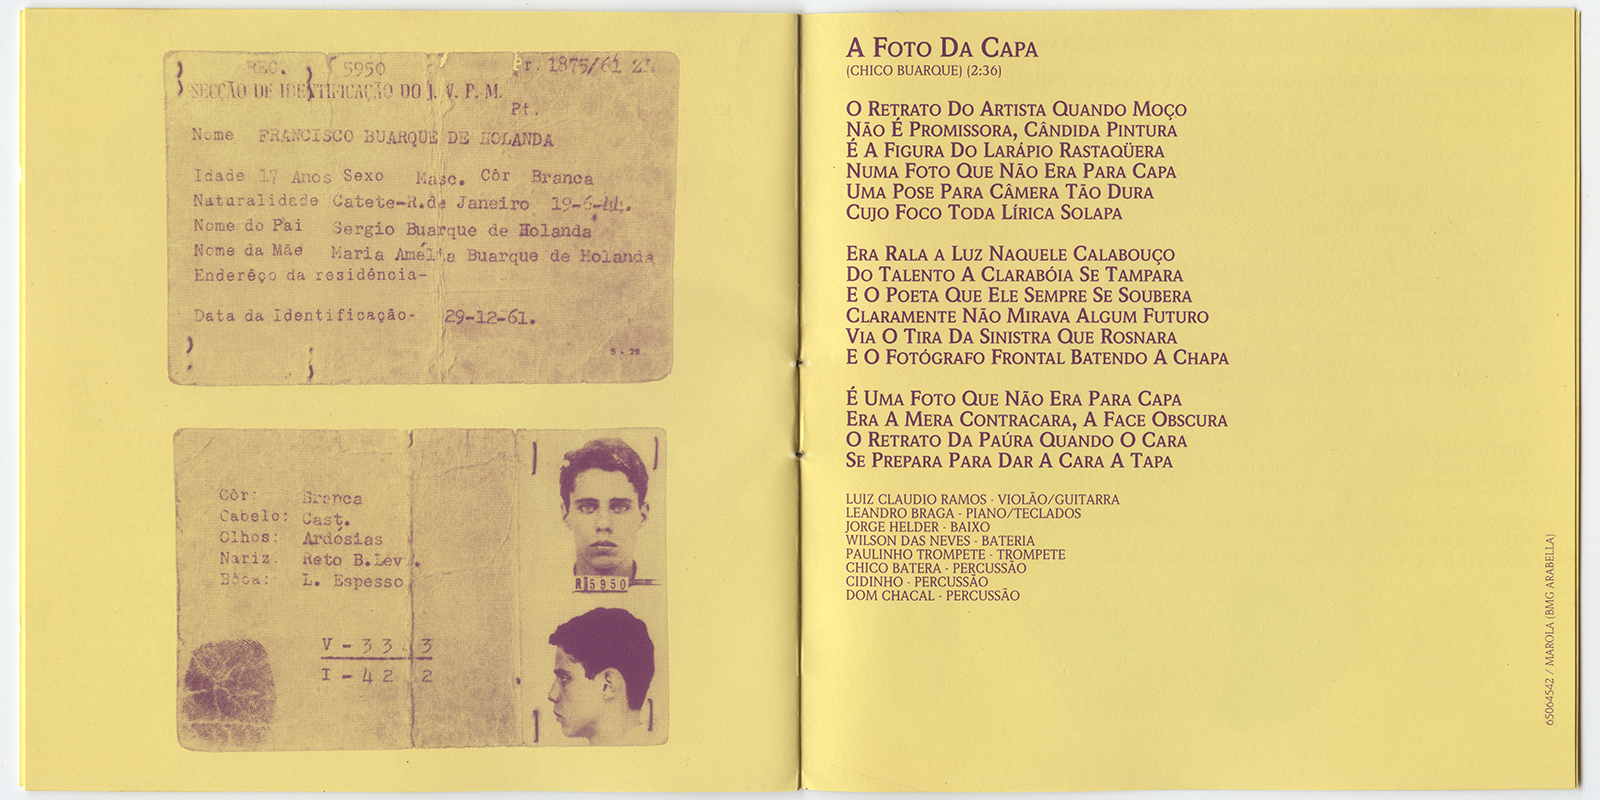 REG. 5950
Pr. 1875/61
SECÇÃO DE IDENTIFICAÇÃO DO I. V. P. M.
Pt.
Nome FRANCISCO BUARQUE DE HOLANDA
Idade 17 Anos Sexo Masc. Côr Branca
Naturalidade Catete-R.de Janeiro 19-6-44.
Nome do Pai Sergio Buarque de Holanda
Nome da Mãe Maria Amélia Buarque de Holanda
Enderêço da residência-
Data da Identificação- 29-12-61.
Côr: Branca
Cabelo: Cast.
Olhos: Ardósias
Nariz. Reto B.Lev.
Bôca: L. Espesso
R 5950
V - 3 3 4 3
I - 4 2 2
A FOTO DA CAPA
(CHICO BUARQUE) (2:36)
O RETRATO DO ARTISTA QUANDO MOÇO
NÃO É PROMISSORA, CÂNDIDA PINTURA
É A FIGURA DO LARÁPIO RASTAQÜERA
NUMA FOTO QUE NÃO ERA PARA CAPA
UMA POSE PARA CÂMERA TÃO DURA
CUJO FOCO TODA LÍRICA SOLAPA
ERA RALA A LUZ NAQUELE CALABOUÇO
DO TALENTO A CLARABÓIA SE TAMPARA
E O POETA QUE ELE SEMPRE SE SOUBERA
CLARAMENTE NÃO MIRAVA ALGUM FUTURO
VIA O TIRA DA SINISTRA QUE ROSNARA
E O FOTÓGRAFO FRONTAL BATENDO A CHAPA
É UMA FOTO QUE NÃO ERA PARA CAPA
ERA A MERA CONTRACARA, A FACE OBSCURA
O RETRATO DA PAÚRA QUANDO O CARA
SE PREPARA PARA DAR A CARA A TAPA
LUIZ CLAUDIO RAMOS - VIOLÃO/GUITARRA
LEANDRO BRAGA - PIANO/TECLADOS
JORGE HELDER - BAIXO
WILSON DAS NEVES - BATERIA
PAULINHO TROMPETE - TROMPETE
CHICO BATERA - PERCUSSÃO
CIDINHO - PERCUSSÃO
DOM CHACAL - PERCUSSÃO
65064542 / MAROLA (BMG ARABELLA)